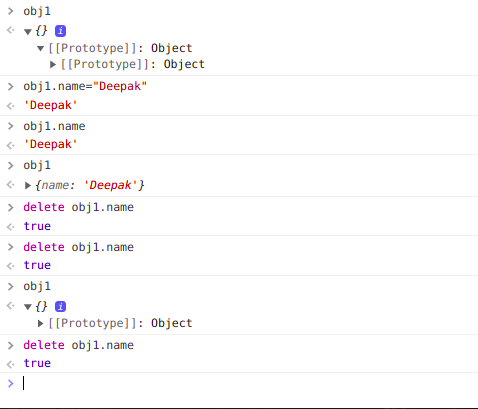 > obj1
<· ▼{} i
▼[[Prototype]]: Object
▶[[Prototype]]: Object
> obj1.name="Deepak"
<· 'Deepak'
> obj1.name
<· 'Deepak'
> obj1
<· ▶{name: 'Deepak'}
> delete obj1.name
<· true
> delete obj1.name
<· true
> obj1
<· ▼{} i
▶[[Prototype]]: Object
> delete obj1.name
<· true
>